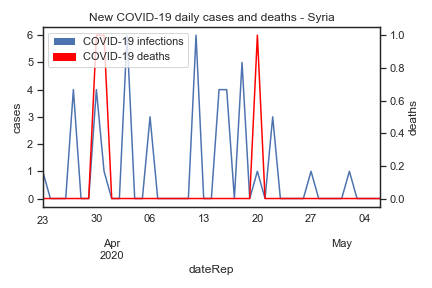 New COVID-19 daily cases and deaths - Syria
COVID-19 infections
COVID-19 deaths
cases
6
5
4
3
2
1
0
deaths
1.0
0.8
0.6
0.4
0.2
0.0
23 30 06 13 20 27 04
Apr May
2020
dateRep